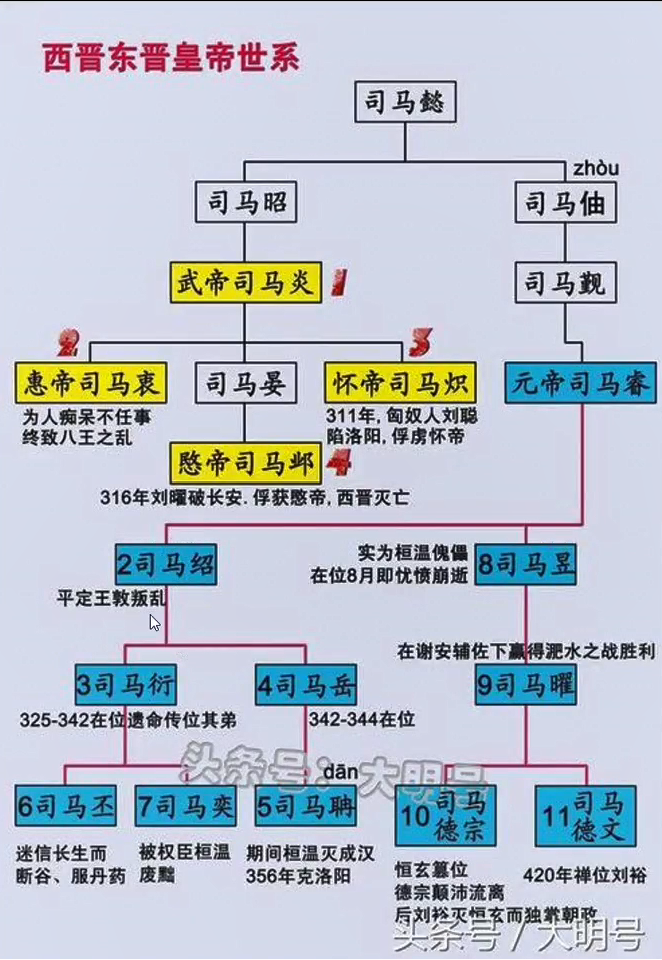 西晋东晋皇帝世系
司马懿
zhòu
司马昭
司马伷
武帝司马炎
1
司马觐
2
3
惠帝司马衷
司马晏
怀帝司马炽
元帝司马睿
为人痴呆不任事
终致八王之乱
311年,匈奴人刘聪
陷洛阳,俘虏怀帝
愍帝司马邺
4
316年刘曜破长安.俘获愍帝,西晋灭亡
2司马绍
实为桓温傀儡
在位8月即忧愤崩逝
8司马昱
平定王敦叛乱
在谢安辅佐下赢得淝水之战胜利
3司马衍
4司马岳
9司马曜
325-342在位遗命传位其弟
342-344在位
头条号:大明号
dān
6司马丕
7司马奕
5司马聃
10司马
德宗
11司马
德文
迷信长生而
断谷、服丹药
被权臣桓温
废黜
期间桓温灭成汉
356年克洛阳
恒玄篡位
德宗颠沛流离
后刘裕灭恒玄而独掌朝政
420年禅位刘裕
头条号/大明号